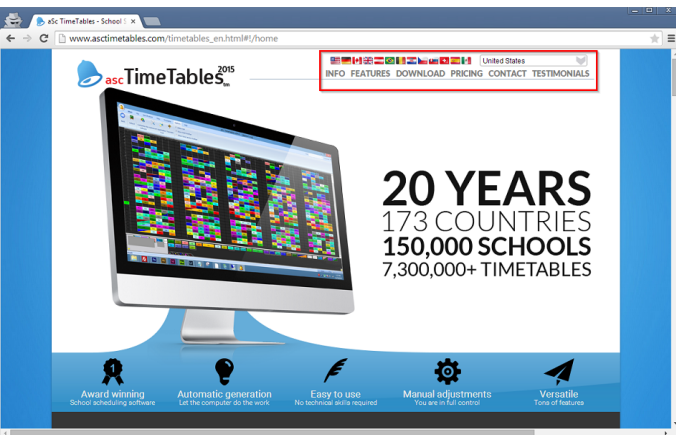 aSc TimeTables - School S
www.asctimetables.com/timetables_en.html#!/home
United States
INFO FEATURES DOWNLOAD PRICING CONTACT TESTIMONIALS
asc TimeTables 2015 tm
20 YEARS
173 COUNTRIES
150,000 SCHOOLS
7,300,000+ TIMETABLES
1
Award winning
School scheduling software
Automatic generation
Let the computer do the work
Easy to use
No technical skills required
Manual adjustments
You are in full control
Versatile
Tons of features